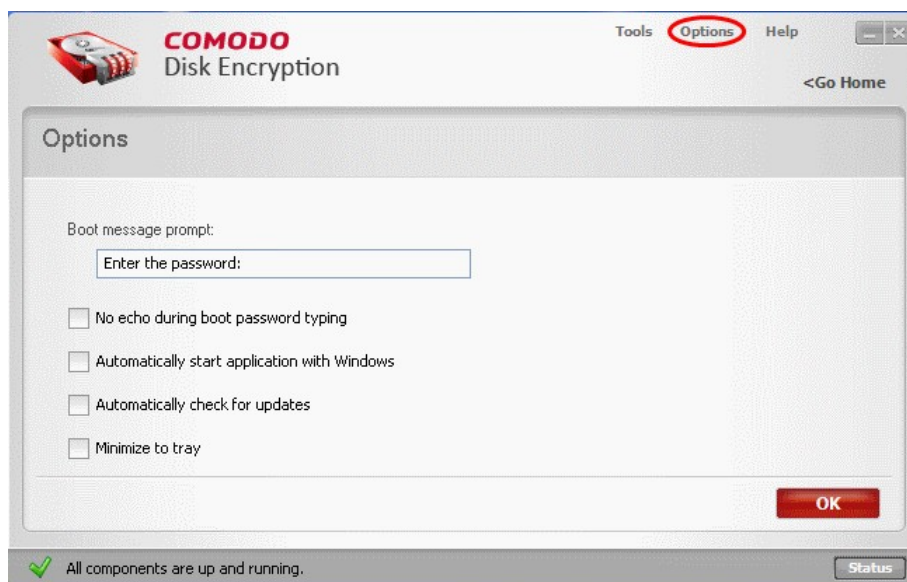 COMODO
Disk Encryption
Tools Options Help
<Go Home
Options
Boot message prompt:
Enter the password:
No echo during boot password typing
Automatically start application with Windows
Automatically check for updates
Minimize to tray
OK
All components are up and running.
Status